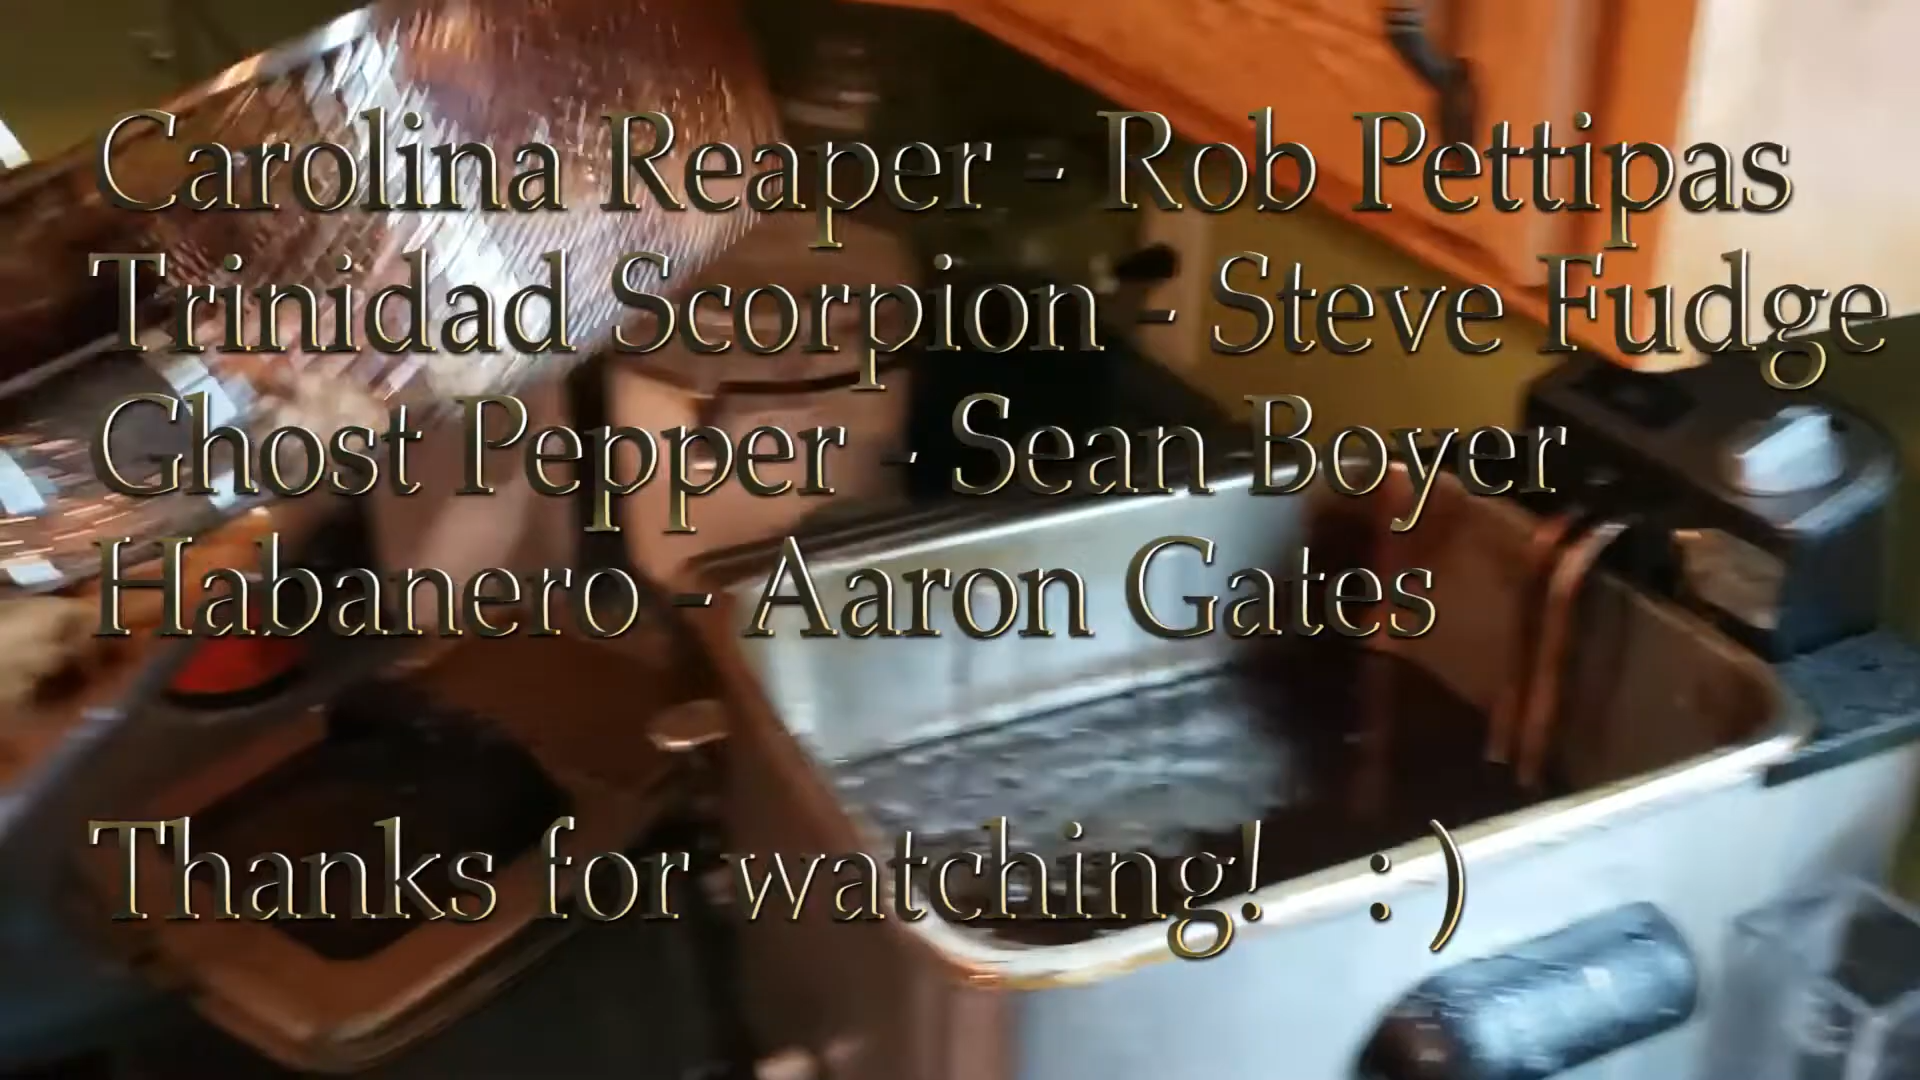 Carolina Reaper - Rob Pettipas
Trinidad Scorpion - Steve Fudge
Ghost Pepper - Sean Boyer
Habanero - Aaron Gates
Thanks for watching! : )